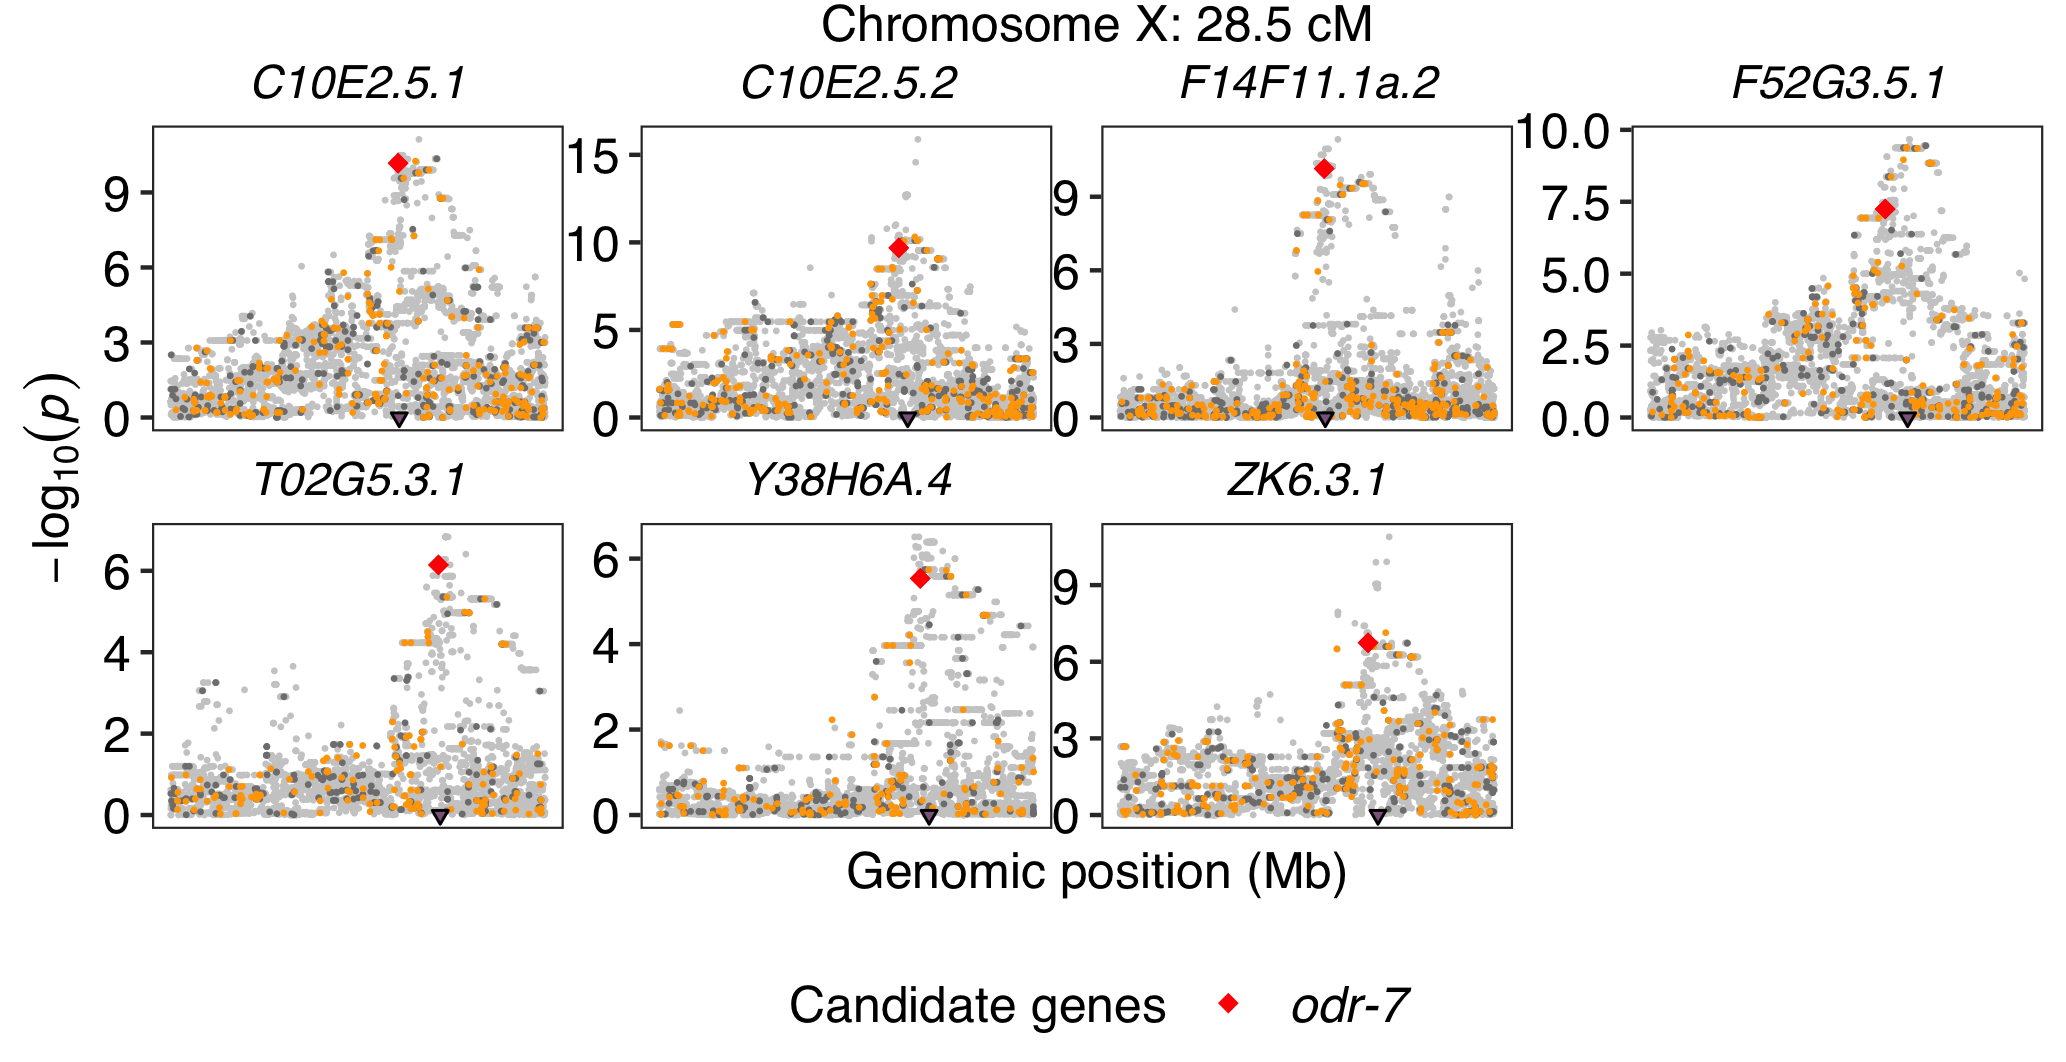 Chromosome X: 28.5 cM
C10E2.5.1
C10E2.5.2
F14F11.1a.2
F52G3.5.1
9
6
3
0
15
10
5
0
9
6
3
0
10.0
7.5
5.0
2.5
0.0
T02G5.3.1
Y38H6A.4
ZK6.3.1
6
4
2
0
6
4
2
0
9
6
3
0
−log10(p)
Genomic position (Mb)
Candidate genes odr-7